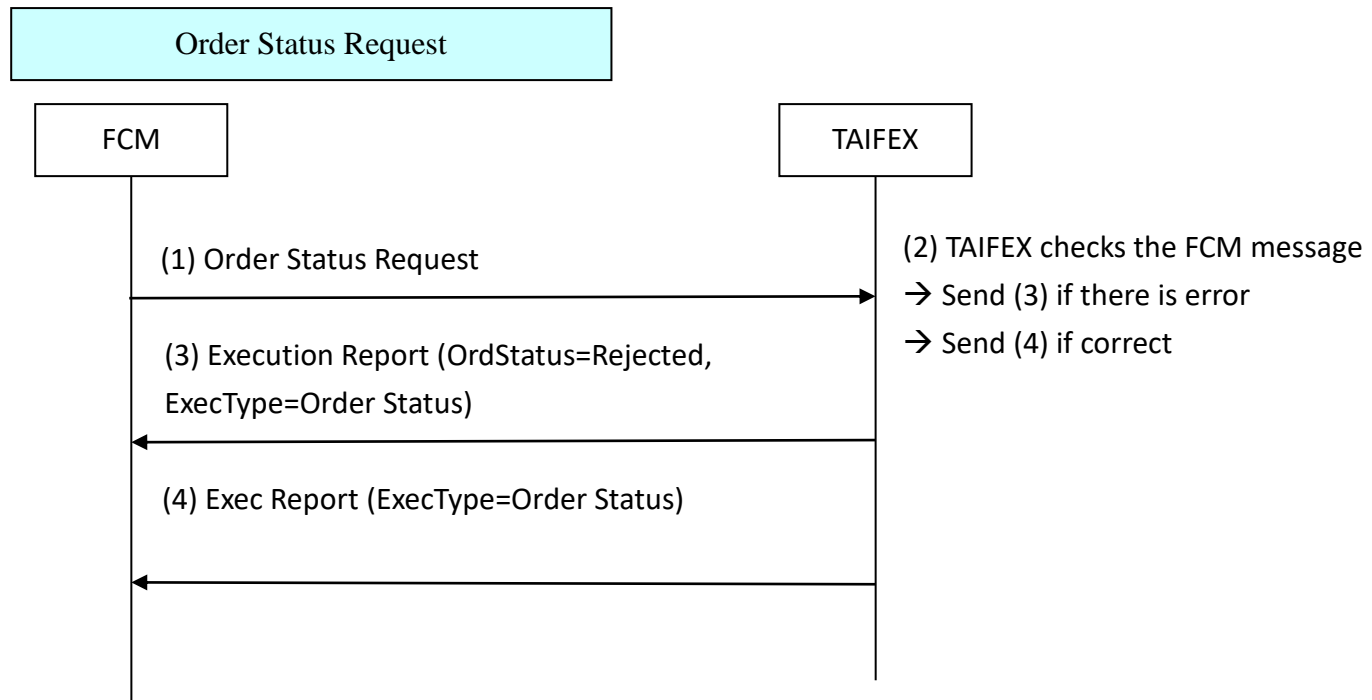 Order Status Request
FCM
TAIFEX
(1) Order Status Request
(2) TAIFEX checks the FCM message
→ Send (3) if there is error
→ Send (4) if correct
(3) Execution Report (OrdStatus=Rejected,
ExecType=Order Status)
(4) Exec Report (ExecType=Order Status)